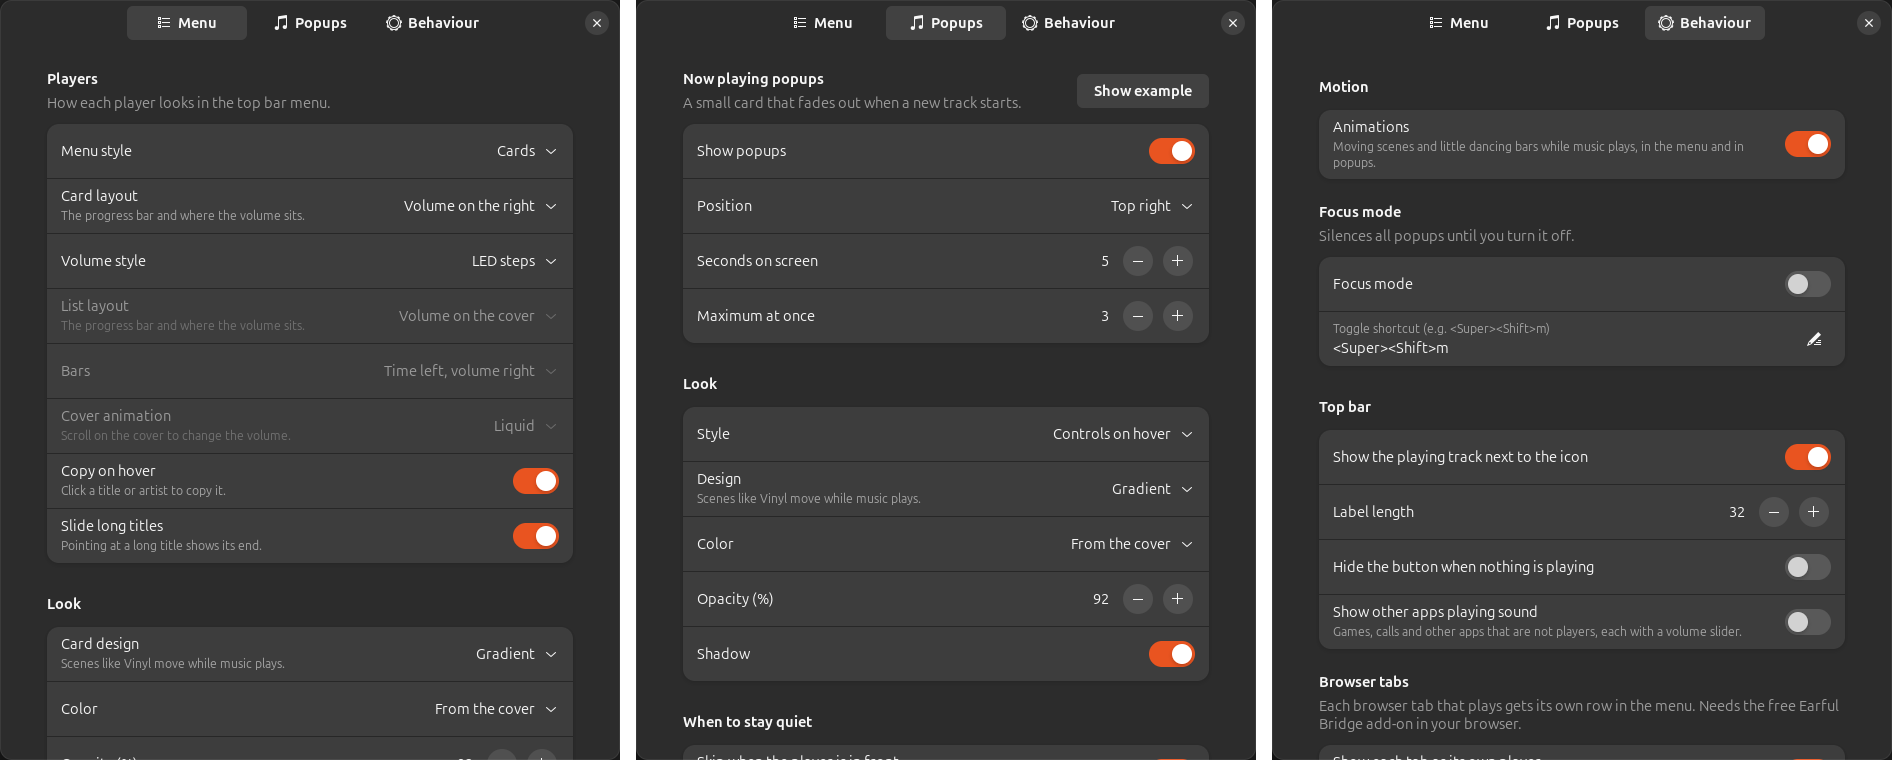 Menu
Popups
Behaviour
Players
How each player looks in the top bar menu.
Menu style
Cards
Card layout
The progress bar and where the volume sits.
Volume on the right
Volume style
LED steps
List layout
The progress bar and where the volume sits.
Volume on the cover
Bars
Time left, volume right
Cover animation
Scroll on the cover to change the volume.
Liquid
Copy on hover
Click a title or artist to copy it.
Slide long titles
Pointing at a long title shows its end.
Look
Card design
Scenes like Vinyl move while music plays.
Gradient
Color
From the cover
Menu
Popups
Behaviour
Now playing popups
A small card that fades out when a new track starts.
Show example
Show popups
Position
Top right
Seconds on screen
5
Maximum at once
3
Look
Style
Controls on hover
Design
Scenes like Vinyl move while music plays.
Gradient
Color
From the cover
Opacity (%)
92
Shadow
When to stay quiet
Menu
Popups
Behaviour
Motion
Animations
Moving scenes and little dancing bars while music plays, in the menu and in
popups.
Focus mode
Silences all popups until you turn it off.
Focus mode
Toggle shortcut (e.g. <Super><Shift>m)
<Super><Shift>m
Top bar
Show the playing track next to the icon
Label length
32
Hide the button when nothing is playing
Show other apps playing sound
Games, calls and other apps that are not players, each with a volume slider.
Browser tabs
Each browser tab that plays gets its own row in the menu. Needs the free Earful
Bridge add-on in your browser.